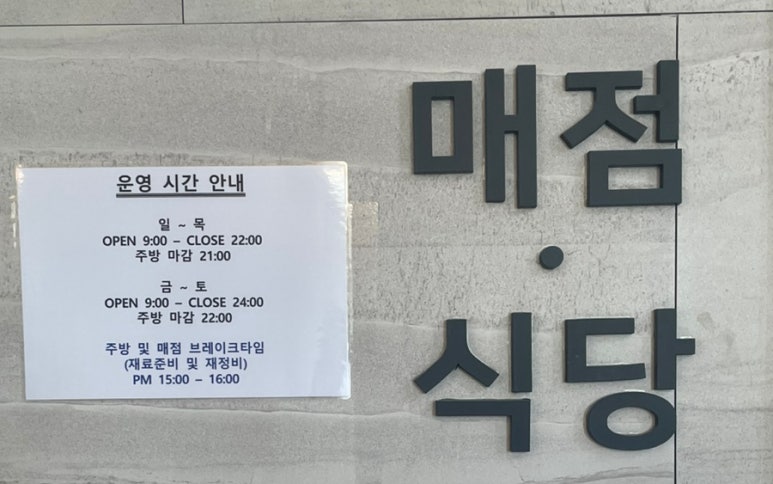 운영 시간 안내
일 ~ 목
OPEN 9:00 – CLOSE 22:00
주방 마감 21:00
금 ~ 토
OPEN 9:00 – CLOSE 24:00
주방 마감 22:00
주방 및 매점 브레이크타임
(재료준비 및 재정비)
PM 15:00 – 16:00
매점
·
식당